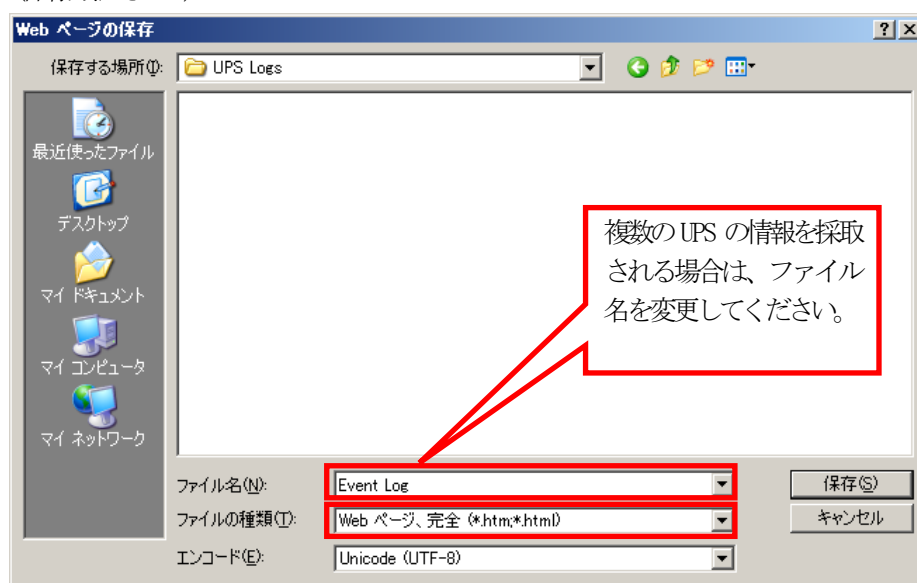 Web ページの保存
保存する場所(I): UPS Logs
最近使ったファイル
デスクトップ
マイ ドキュメント
マイ コンピュータ
マイ ネットワーク
複数の UPS の情報を採取
される場合は、ファイル
名を変更してください。
ファイル名(N): Event Log 保存(S)
ファイルの種類(T): Web ページ、完全 (*.htm;*.html) キャンセル
エンコード(E): Unicode (UTF-8)